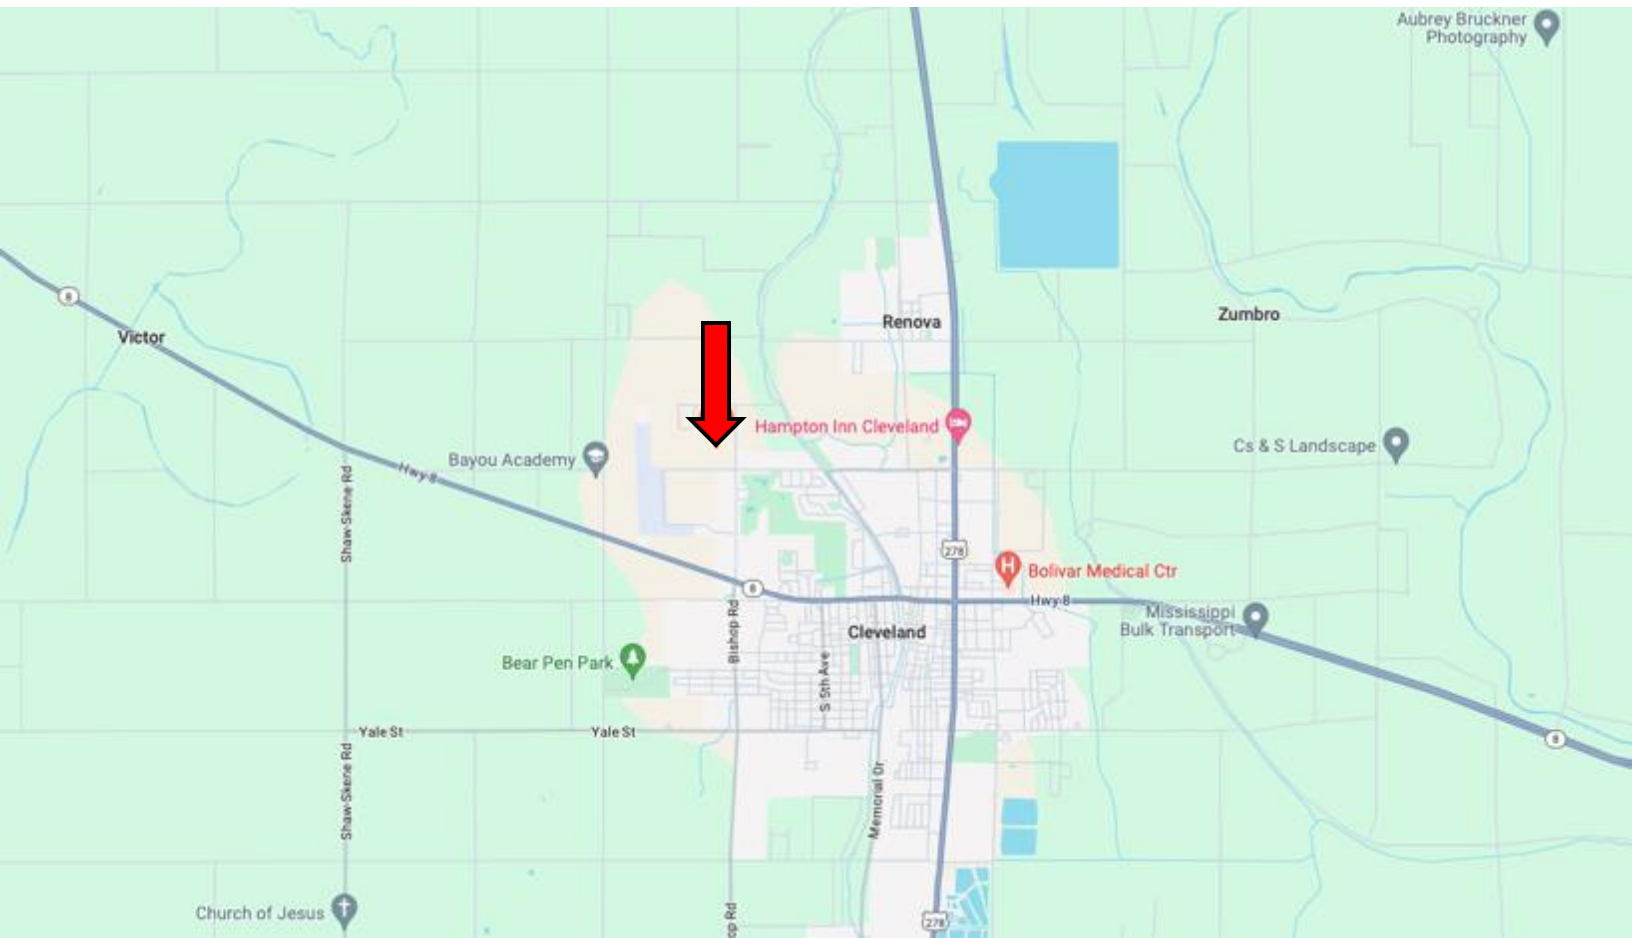 Aubrey Bruckner
Photography
8
Victor
Renova
Zumbro
Hampton Inn Cleveland
Bayou Academy
Hwy 8
Cs & S Landscape
Shaw-Skene Rd
278
Bolivar Medical Ctr
8
Hwy 8
Mississippi
Bulk Transport
Bishop Rd
Cleveland
Bear Pen Park
S 5th Ave
Yale St
Yale St
8
Shaw-Skene Rd
Memorial Dr
Church of Jesus
op Rd
278